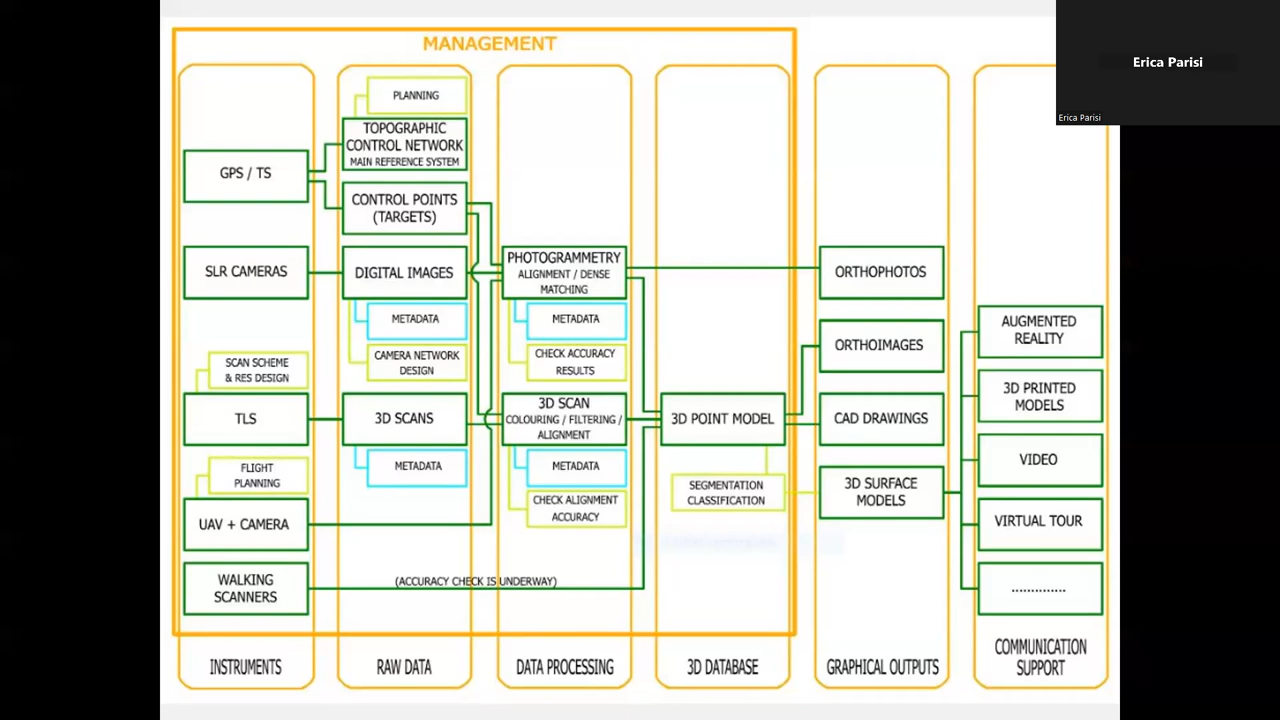 MANAGEMENT
Erica Parisi
Erica Parisi
GPS / TS
SLR CAMERAS
SCAN SCHEME
& RES DESIGN
TLS
FLIGHT
PLANNING
UAV + CAMERA
WALKING
SCANNERS
INSTRUMENTS
PLANNING
TOPOGRAPHIC
CONTROL NETWORK
MAIN REFERENCE SYSTEM
CONTROL POINTS
(TARGETS)
DIGITAL IMAGES
METADATA
CAMERA NETWORK
DESIGN
3D SCANS
METADATA
(ACCURACY CHECK IS UNDERWAY)
RAW DATA
PHOTOGRAMMETRY
ALIGNMENT / DENSE
MATCHING
METADATA
CHECK ACCURACY
RESULTS
3D SCAN
COLOURING / FILTERING /
ALIGNMENT
METADATA
CHECK ALIGNMENT
ACCURACY
DATA PROCESSING
3D POINT MODEL
SEGMENTATION
CLASSIFICATION
3D DATABASE
ORTHOPHOTOS
ORTHOIMAGES
CAD DRAWINGS
3D SURFACE
MODELS
GRAPHICAL OUTPUTS
AUGMENTED
REALITY
3D PRINTED
MODELS
VIDEO
VIRTUAL TOUR
..............
COMMUNICATION
SUPPORT